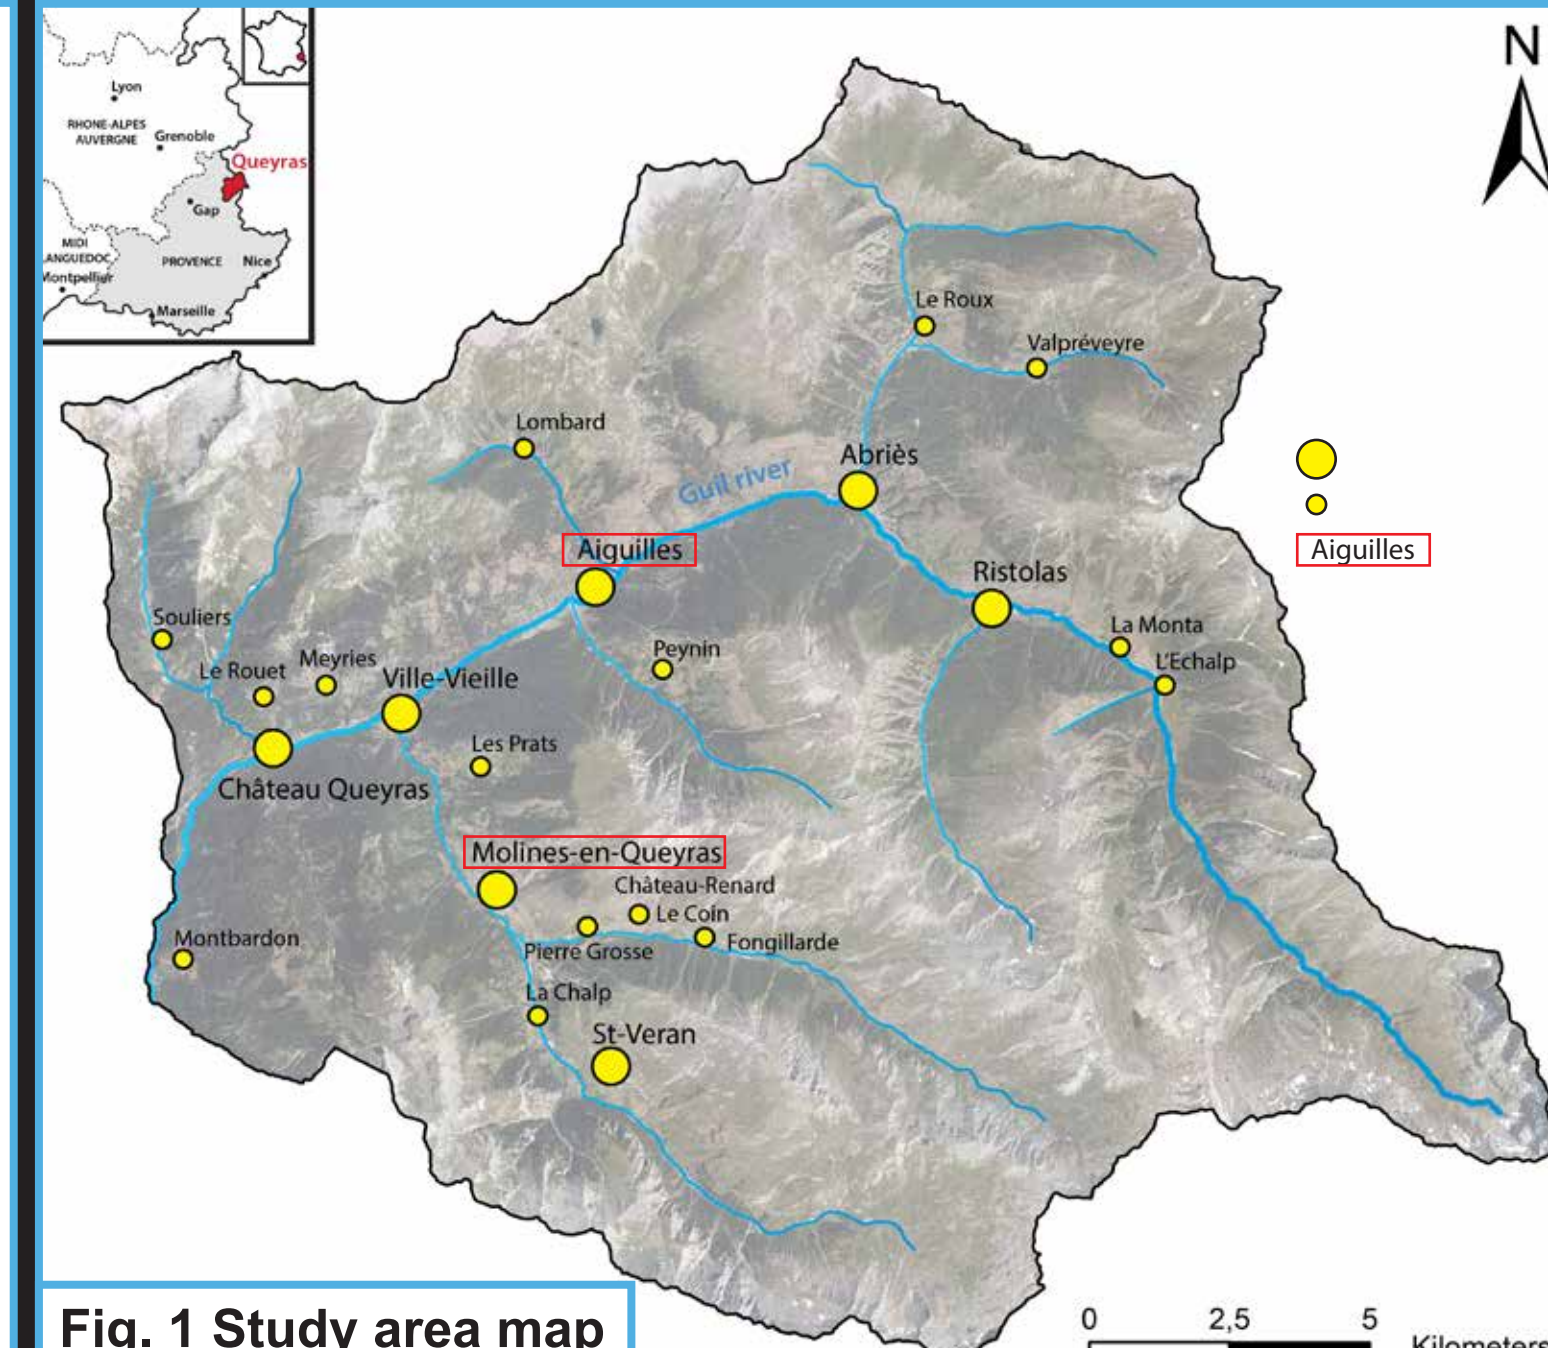 N
Lyon
RHONE-ALPES
AUVERGNE
Grenoble
Queyras
Gap
MIDI
LANGUEDOC
Montpellier
PROVENCE
Nice
Marseille
Le Roux
Valpréveyre
Lombard
Abriès
Guil river
Aiguilles
Aiguilles
Ristolas
Souliers
La Monta
Le Rouet
Meyries
Peynin
L'Echalp
Ville-Vieille
Les Prats
Château Queyras
Molines-en-Queyras
Château-Renard
Le Coin
Montbardon
Pierre Grosse
Fongillarde
La Chalp
St-Veran
0 2,5 5
Kilometers
Fig. 1 Study area map